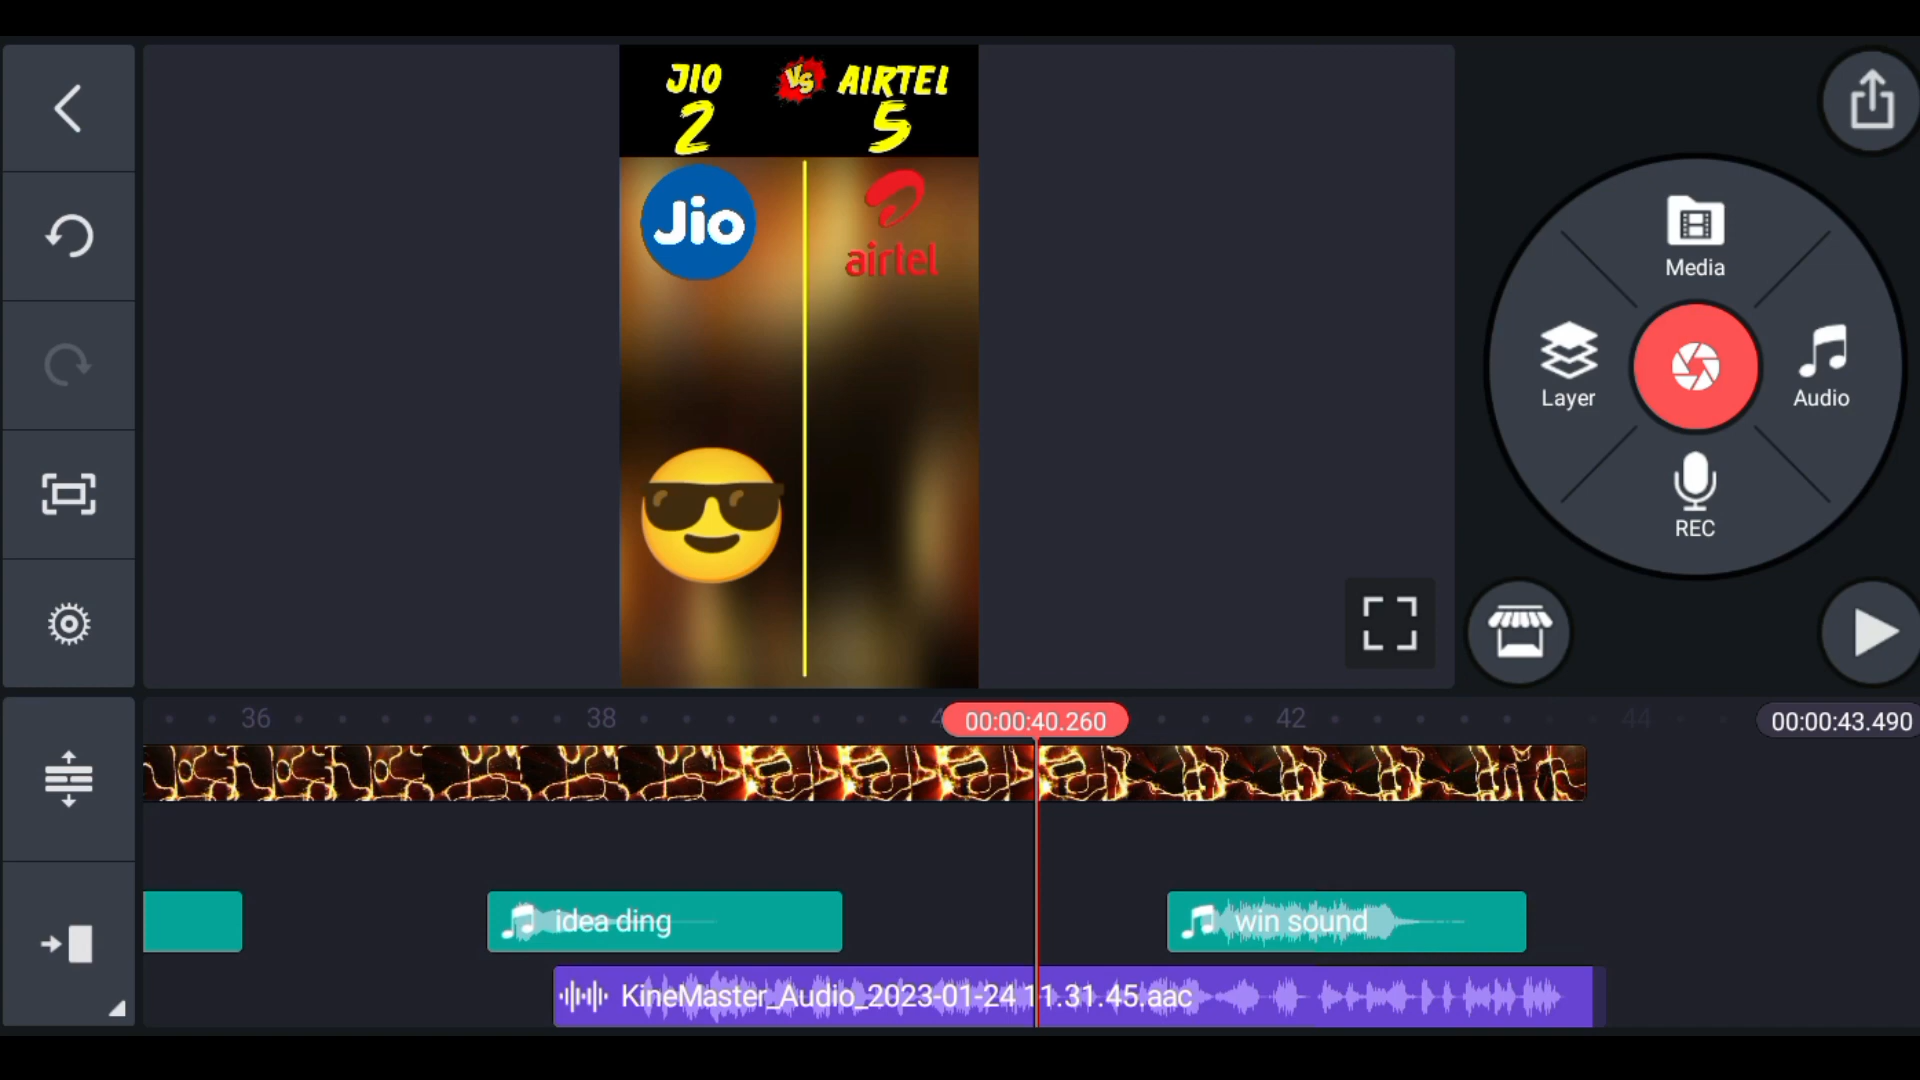 JIO VS AIRTEL
2 5
Jio
airtel
Media
Layer
Audio
REC
36 38 4 00:00:40.260 42 44 00:00:43.490
idea ding
win sound
KineMaster_Audio_2023-01-24 11.31.45.aac